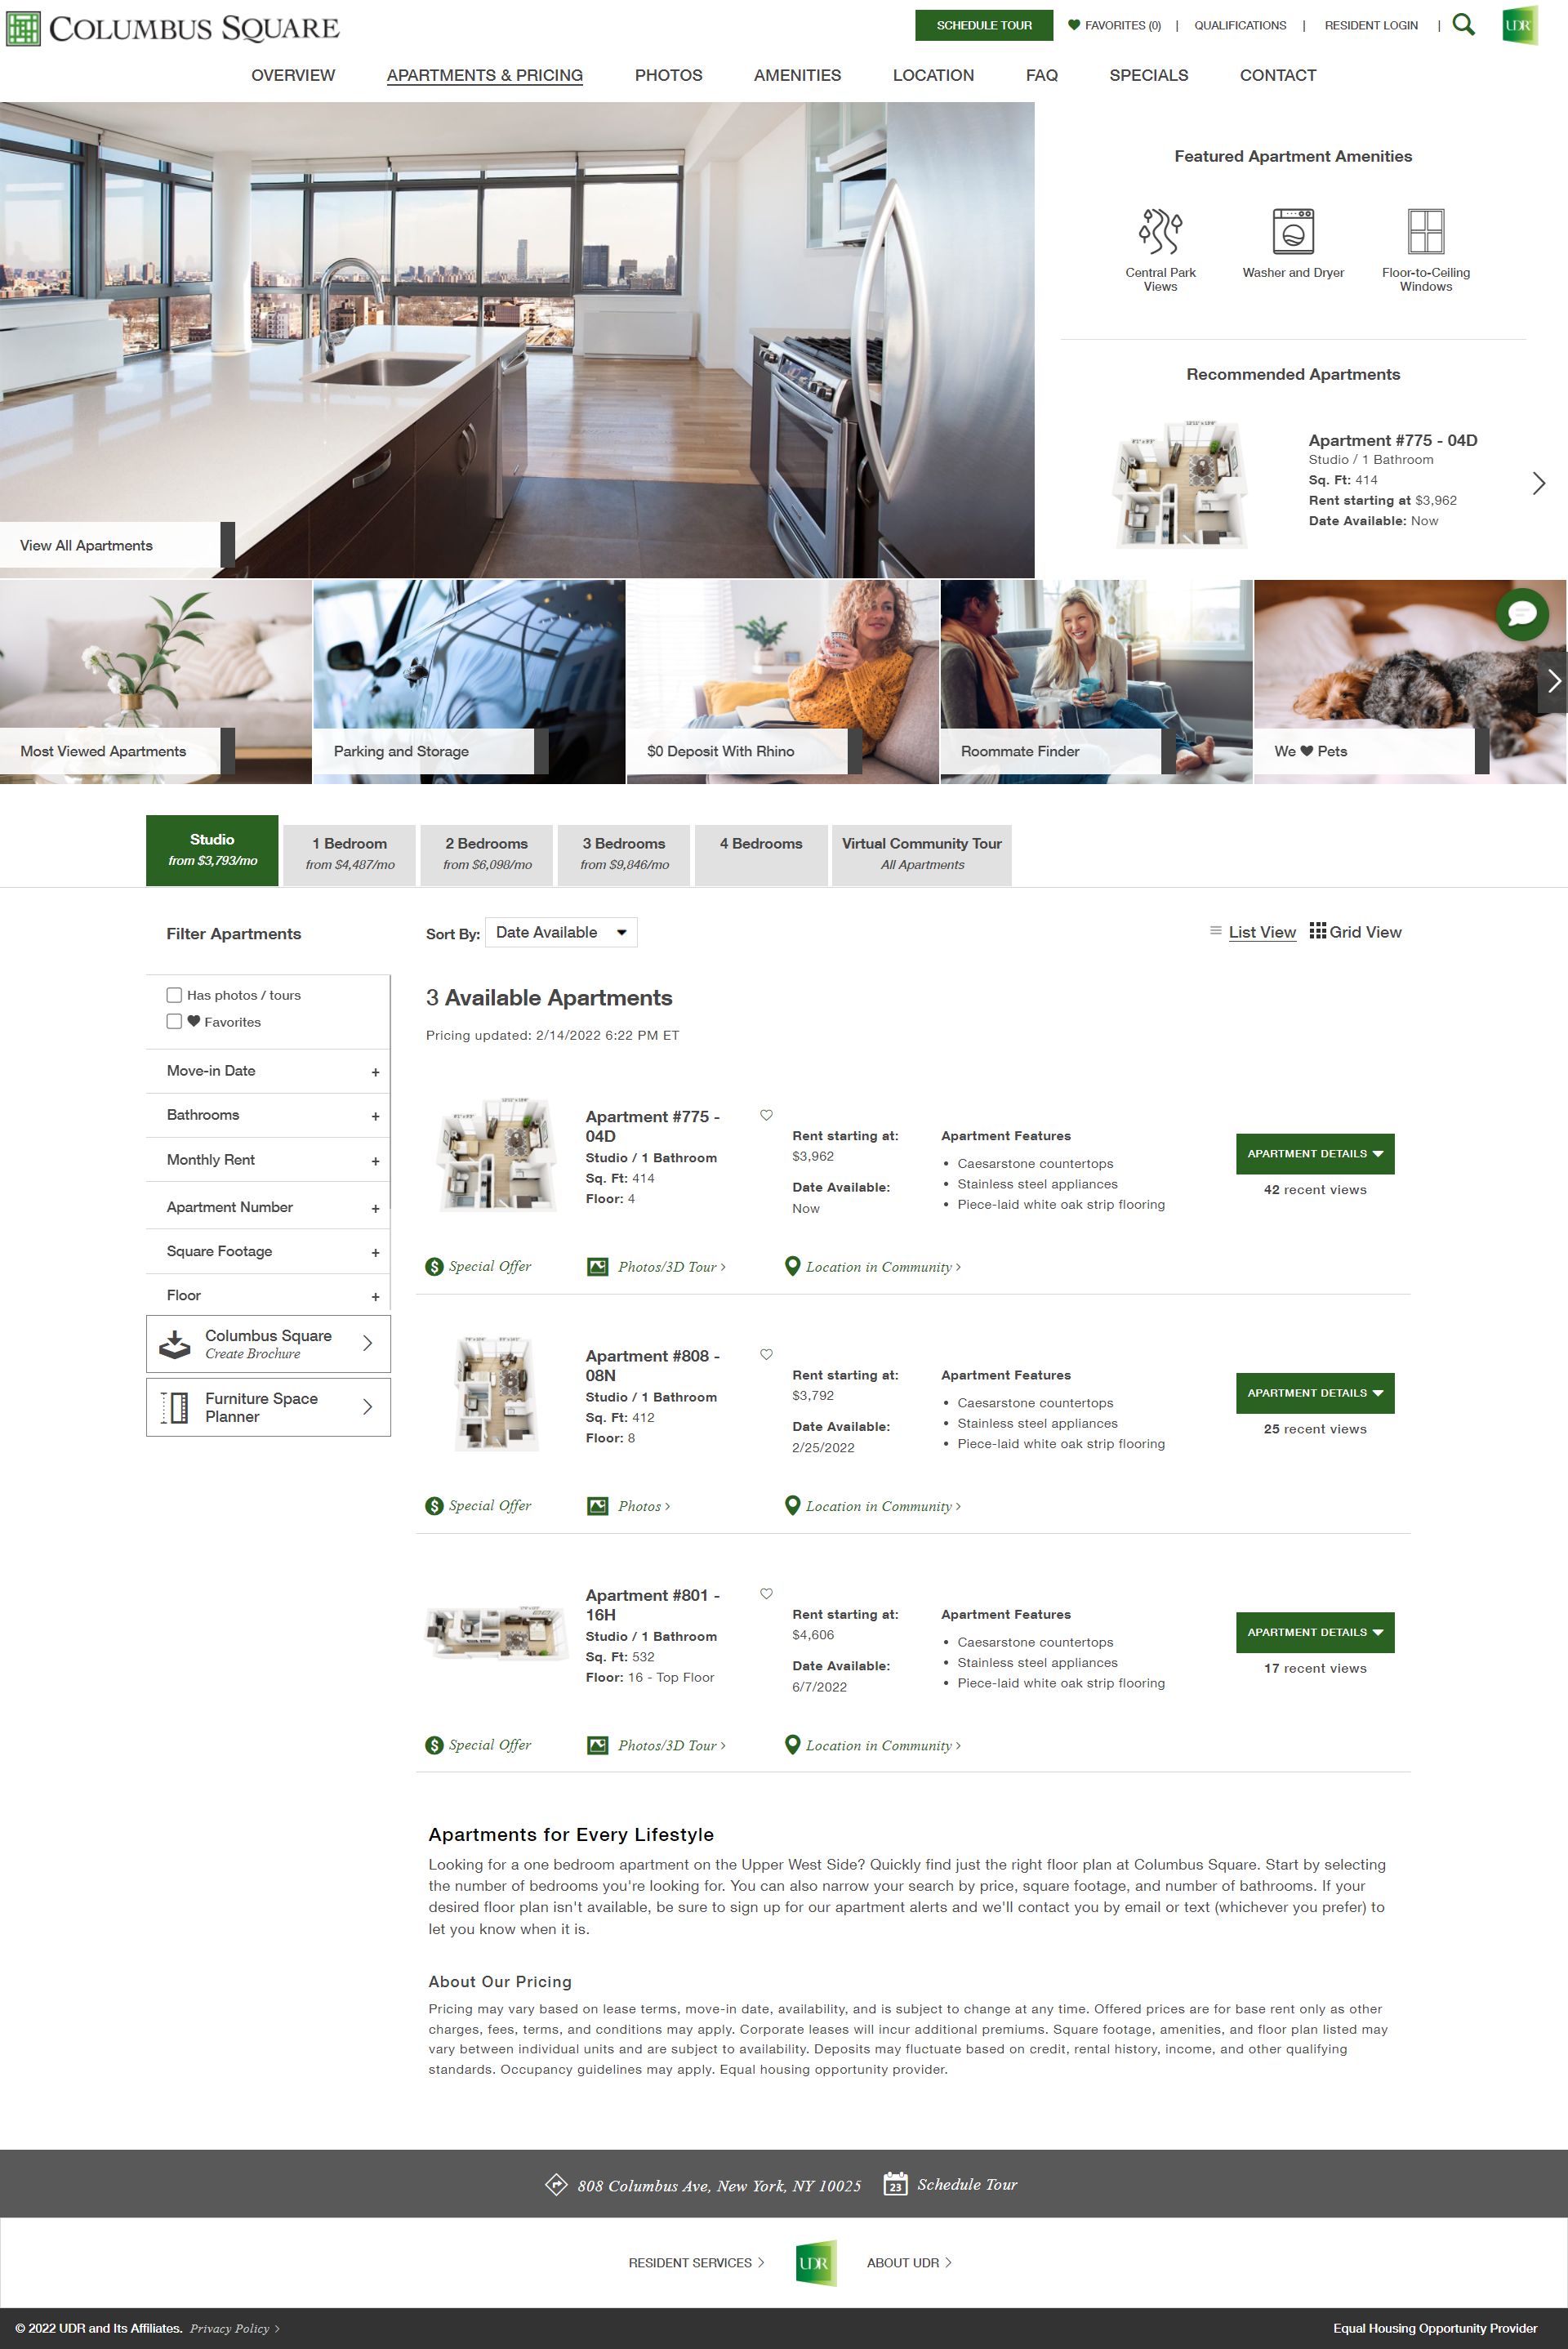 COLUMBUS SQUARE
SCHEDULE TOUR
FAVORITES (0) | QUALIFICATIONS | RESIDENT LOGIN |
UDR
OVERVIEW APARTMENTS & PRICING PHOTOS AMENITIES LOCATION FAQ SPECIALS CONTACT
Featured Apartment Amenities
Central Park
Views
Washer and Dryer
Floor-to-Ceiling
Windows
Recommended Apartments
Apartment #775 - 04D
Studio / 1 Bathroom
Sq. Ft: 414
Rent starting at $3,962
Date Available: Now
View All Apartments
Most Viewed Apartments
Parking and Storage
$0 Deposit With Rhino
Roommate Finder
We ♥ Pets
Studio
from $3,793/mo
1 Bedroom
from $4,487/mo
2 Bedrooms
from $6,098/mo
3 Bedrooms
from $9,846/mo
4 Bedrooms
Virtual Community Tour
All Apartments
Filter Apartments
Has photos / tours
♥ Favorites
Move-in Date +
Bathrooms +
Monthly Rent +
Apartment Number +
Square Footage +
Floor +
Columbus Square
Create Brochure
Furniture Space
Planner
Sort By: Date Available
List View Grid View
3 Available Apartments
Pricing updated: 2/14/2022 6:22 PM ET
Apartment #775 -
04D
Studio / 1 Bathroom
Sq. Ft: 414
Floor: 4
Rent starting at:
$3,962
Date Available:
Now
Apartment Features
• Caesarstone countertops
• Stainless steel appliances
• Piece-laid white oak strip flooring
APARTMENT DETAILS
42 recent views
Special Offer
Photos/3D Tour >
Location in Community >
Apartment #808 -
08N
Studio / 1 Bathroom
Sq. Ft: 412
Floor: 8
Rent starting at:
$3,792
Date Available:
2/25/2022
Apartment Features
• Caesarstone countertops
• Stainless steel appliances
• Piece-laid white oak strip flooring
APARTMENT DETAILS
25 recent views
Special Offer
Photos >
Location in Community >
Apartment #801 -
16H
Studio / 1 Bathroom
Sq. Ft: 532
Floor: 16 - Top Floor
Rent starting at:
$4,606
Date Available:
6/7/2022
Apartment Features
• Caesarstone countertops
• Stainless steel appliances
• Piece-laid white oak strip flooring
APARTMENT DETAILS
17 recent views
Special Offer
Photos/3D Tour >
Location in Community >
Apartments for Every Lifestyle
Looking for a one bedroom apartment on the Upper West Side? Quickly find just the right floor plan at Columbus Square. Start by selecting
the number of bedrooms you're looking for. You can also narrow your search by price, square footage, and number of bathrooms. If your
desired floor plan isn't available, be sure to sign up for our apartment alerts and we'll contact you by email or text (whichever you prefer) to
let you know when it is.
About Our Pricing
Pricing may vary based on lease terms, move-in date, availability, and is subject to change at any time. Offered prices are for base rent only as other
charges, fees, terms, and conditions may apply. Corporate leases will incur additional premiums. Square footage, amenities, and floor plan listed may
vary between individual units and are subject to availability. Deposits may fluctuate based on credit, rental history, income, and other qualifying
standards. Occupancy guidelines may apply. Equal housing opportunity provider.
808 Columbus Ave, New York, NY 10025
23 Schedule Tour
RESIDENT SERVICES >
UDR
ABOUT UDR >
© 2022 UDR and Its Affiliates. Privacy Policy >
Equal Housing Opportunity Provider